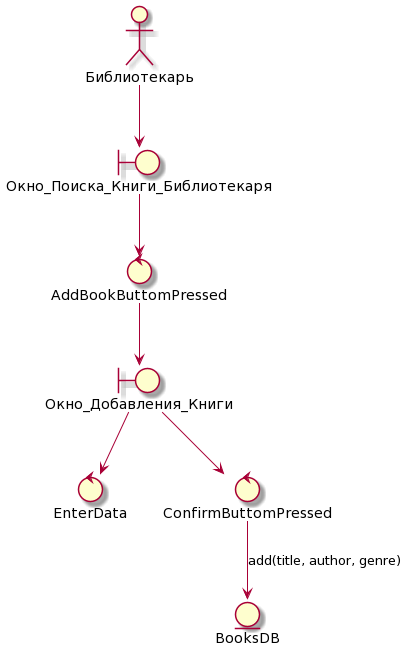 Библиотекарь
Окно_Поиска_Книги_Библиотекаря
AddBookButtomPressed
Окно_Добавления_Книги
EnterData
ConfirmButtomPressed
add(title, author, genre)
BooksDB